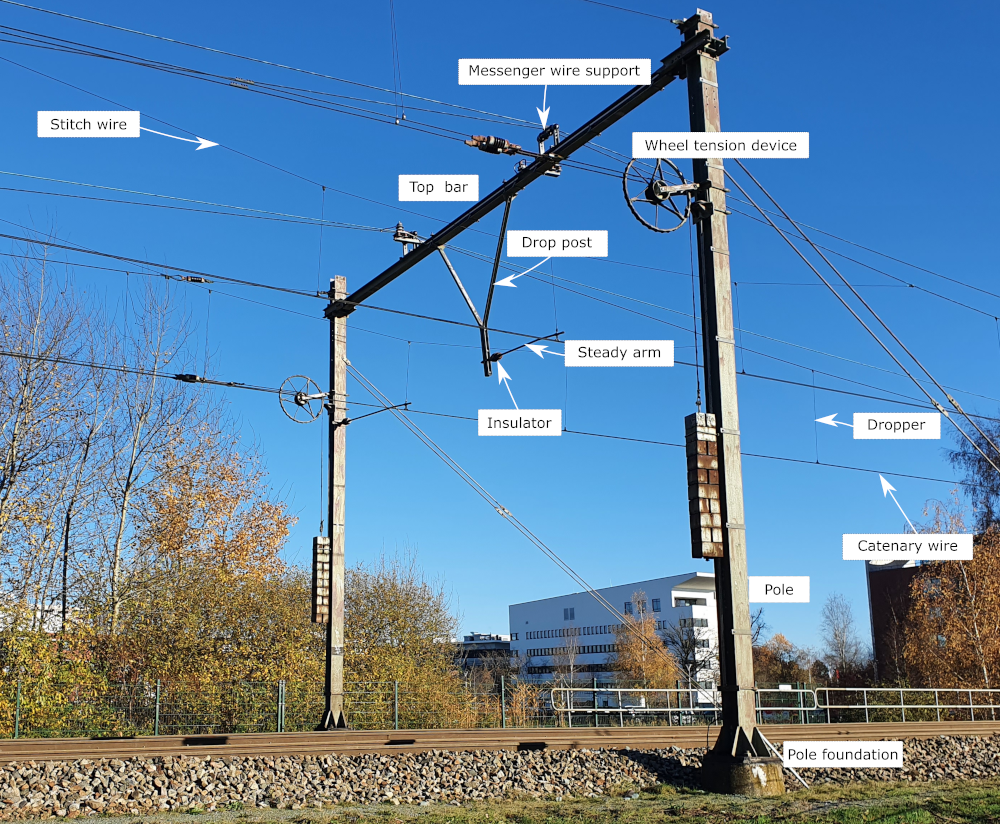 Messenger wire support
Stitch wire
Wheel tension device
Top bar
Drop post
Steady arm
Insulator
Dropper
Catenary wire
Pole
Pole foundation